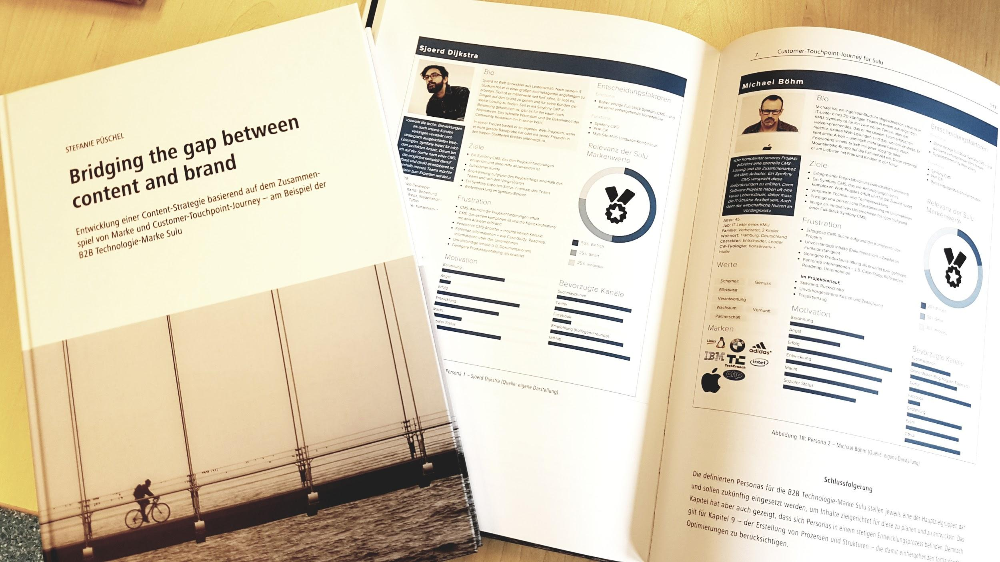 STEFANIE PÜSCHEL
Bridging the gap between
content and brand
Entwicklung einer Content-Strategie basierend auf dem Zusammen-
spiel von Marke und Customer-Touchpoint-Journey – am Beispiel der
B2B Technologie-Marke Sulu
Sjoerd Dijkstra
«Sowohl die techn. Entwicklungen
als auch unsere Kunden
verlangen verstärkt nach
strategisch ausgerichteten Web-
Lösungen. Symfony bietet für mich
den perfekten Ansatz. Darum bin
ich auf der Suche nach einer CMS,
die möglichst komplett darauf
baut und direkt einsatzbereit ist.
meines Teams möchte
zum Experten werden.»
Web Developer
Beziehung
Breda, Niederlande
Konservativ +
Bio
Sjoerd ist Web Entwickler aus Leidenschaft. Nach seinem IT
Studium hat er in einer großen Internetagentur angefangen zu
arbeiten. Dort ist er mittlerweile seit fünf Jahre. Er liebt es,
Dingen auf den Grund zu gehen und für seine Kunden die
ideale Lösung zu finden. Seit er mit Smyfony CMF in
Berührung gekommen ist, gibt es für ihn kaum noch
Alternativen. Das schnelle Wachstum und die Bekanntheit der
Community bestärken ihn in seiner Wahl.
In seiner Freizeit bastelt er an eigenen Web-Projekten, wenn
er nicht gerade Bandprobe hat oder mit seiner Freundin in
den hippen Stadtteilen Bredas unterwegs ist.
Ziele
• Ein Symfony CMS, das den Projektanforderungen
entspricht und ohne Hilfe anzuwenden ist
• Zufriedener Kunde
• Anerkennung aufgrund des Projekterfolgs innerhalb des
Teams und von den Vorgesetzten
• Ein Symfony Experten-Status innerhalb des Teams
• Weitentwicklung im Symfony-Bereich
Frustration
• CMS, das nicht die Projektanforderungen erfüllt
• CMS, das extrem kompliziert ist und die Kontaktaufnahme
mit dem Anbieter erfordert
• Penetrante CMS-Anbieter – möchte keinen Kontakt
• Fehlende Informationen – wie Case-Study, Roadmap,
Informationen über das Unternehmen
• Unvollständige Inhalte (z.B. Dokumentationen)
• Geringere Produktausstattung, als erwartet
Motivation
Belohnung
Angst
Erfolg
Entwicklung
Macht
zialer Status
Entscheidungsfaktoren
Emotional
• Bisher einzige Full-Stack Symfony CMS – und
die damit einhergehende Vorreiterrolle
Funktional
• Symfony CMS
• PHP CR
• Multi-Site-Multi-Language-Kombination
Relevanz der Sulu
Markenwerte
50% Einfach
25% Smart
25% Innovativ
Bevorzugte Kanäle
Suchmaschinen
Twitter
Facebook
Empfehlung (Kollegen/Freunde)
GitHub
Persona 1 – Sjoerd Dijkstra (Quelle: eigene Darstellung)
7. Customer-Touchpoint-Journey für Sulu
117
Michael Böhm
«Die Komplexität unseres Projekts
erfordert eine spezielle CMS-
Lösung und die Zusammenarbeit
mit dem Anbieter. Ein Symfony
CMS verspricht diese
Anforderungen zu erfüllen. Denn
Software-Projekte haben oft eine
kurze Lebensdauer, daher muss
die IT-Struktur flexibel sein. Auch
steht der wirtschaftliche Nutzen im
Vordergrund.»
Alter: 45
Job: IT-Leiter eines KMU
Familie: Verheiratet, 2 Kinder
Wohnort: Hamburg, Deutschland
Charakter: Entscheider, Leader
CW-Tyologie: Konservativ +
Intuitiv
Werte
Sicherheit Genuss
Effektivität
Verantwortung
Wachstum Vernunft
Partnerschaft
Marken
Linux BMW adidas
IBM TC TechCrunch intel
php
Bio
Michael hat ein Ingenieur-Studium abgeschlossen. Heut ist er
IT-Leiter eines 20-köpfigen Teams in einem aufsteigenden
KMU. Symfony ist für ihn zwar neues Terrain, aber ein
vielversprechendes, das er mit seinem Team erforschen
möchte. Exakte Web-Lösungen sind das, wonach er strebt. Er
liebt seine Arbeit – und noch mehr seine Familie. Nach
Feierabend stimmt er sich mit einer Jogging- oder
Mountainbike-Runde auf die Familienzeit ein. Diese verbringt
er am Liebsten mit Frau und Kindern in der Natur
Ziele
• Erfolgreicher Projektabschluss (wirtschaftlich orientiert)
• Ein Symfony CMS, das die Anforderungen eines
komplexen Web-Projekts erfüllt und für die Zukunft rüstet
• Verstärkte Technik- und Teamentwicklung
• Prestige und persönliche Positionierung im Unternehmen
• Image als innovatives Unternehmen festigen (aufgrund
einer Full-Stack Symfony CMS)
Frustration
• Erfolglose CMS-Suche aufgrund der Komplexität des
Projekts
• Unvollständige Inhalte (Dokumentation) – Zweifel an
Funktionsfähigkeit
• Geringere Produktausstattung als erwartet bzw. gefordert
• Fehlende Informaitonen – z.B. Case-Study, Referenzen,
Roadmap, Unternehmen
Im Projektverlauf:
• Stillstand, Rückschritte
• Unvorhergesehene Kosten und Zeitaufwand
• Projektverzug
Motivation
Belohnung
Angst
Erfolg
Entwicklung
Macht
Sozialer Status
Entscheidungsfaktoren
• Bisher einzige Full-Stack Symfony CMS – und
die damit einhergehende Vorreiterrolle
• Support/Community (Menschen)
• Symfony CMS
• PHP CR
• Multi-Language-Multi-Site-Kombination
Relevanz der Sulu
Markenwerte
20% Einfach
50% Smart
30% Innovativ
Bevorzugte Kanäle
Suchmaschinen
Online Medien (Blog, Magazin, Foren, etc.)
Twitter
Facebook
Empfehlung
Event
GitHub
Abbildung 18: Persona 2 – Michael Böhm (Quelle: eigene Darstellung)
Schlussfolgerung
Die definierten Personas für die B2B Technologie-Marke Sulu stellen jeweils eine der Hauptzielgruppen dar
und sollen zukünftig eingesetzt werden, um Inhalte zielgerichtet für diese zu planen und zu entwickeln. Das
Kapitel hat aber auch gezeigt, dass sich Personas in einem stetigen Entwicklungsprozess befinden. Demnach
gilt für Kapitel 9 – der Erstellung von Prozessen und Strukturen – die damit einhergehenden fortlaufenden
Optimierungen zu berücksichtigen.